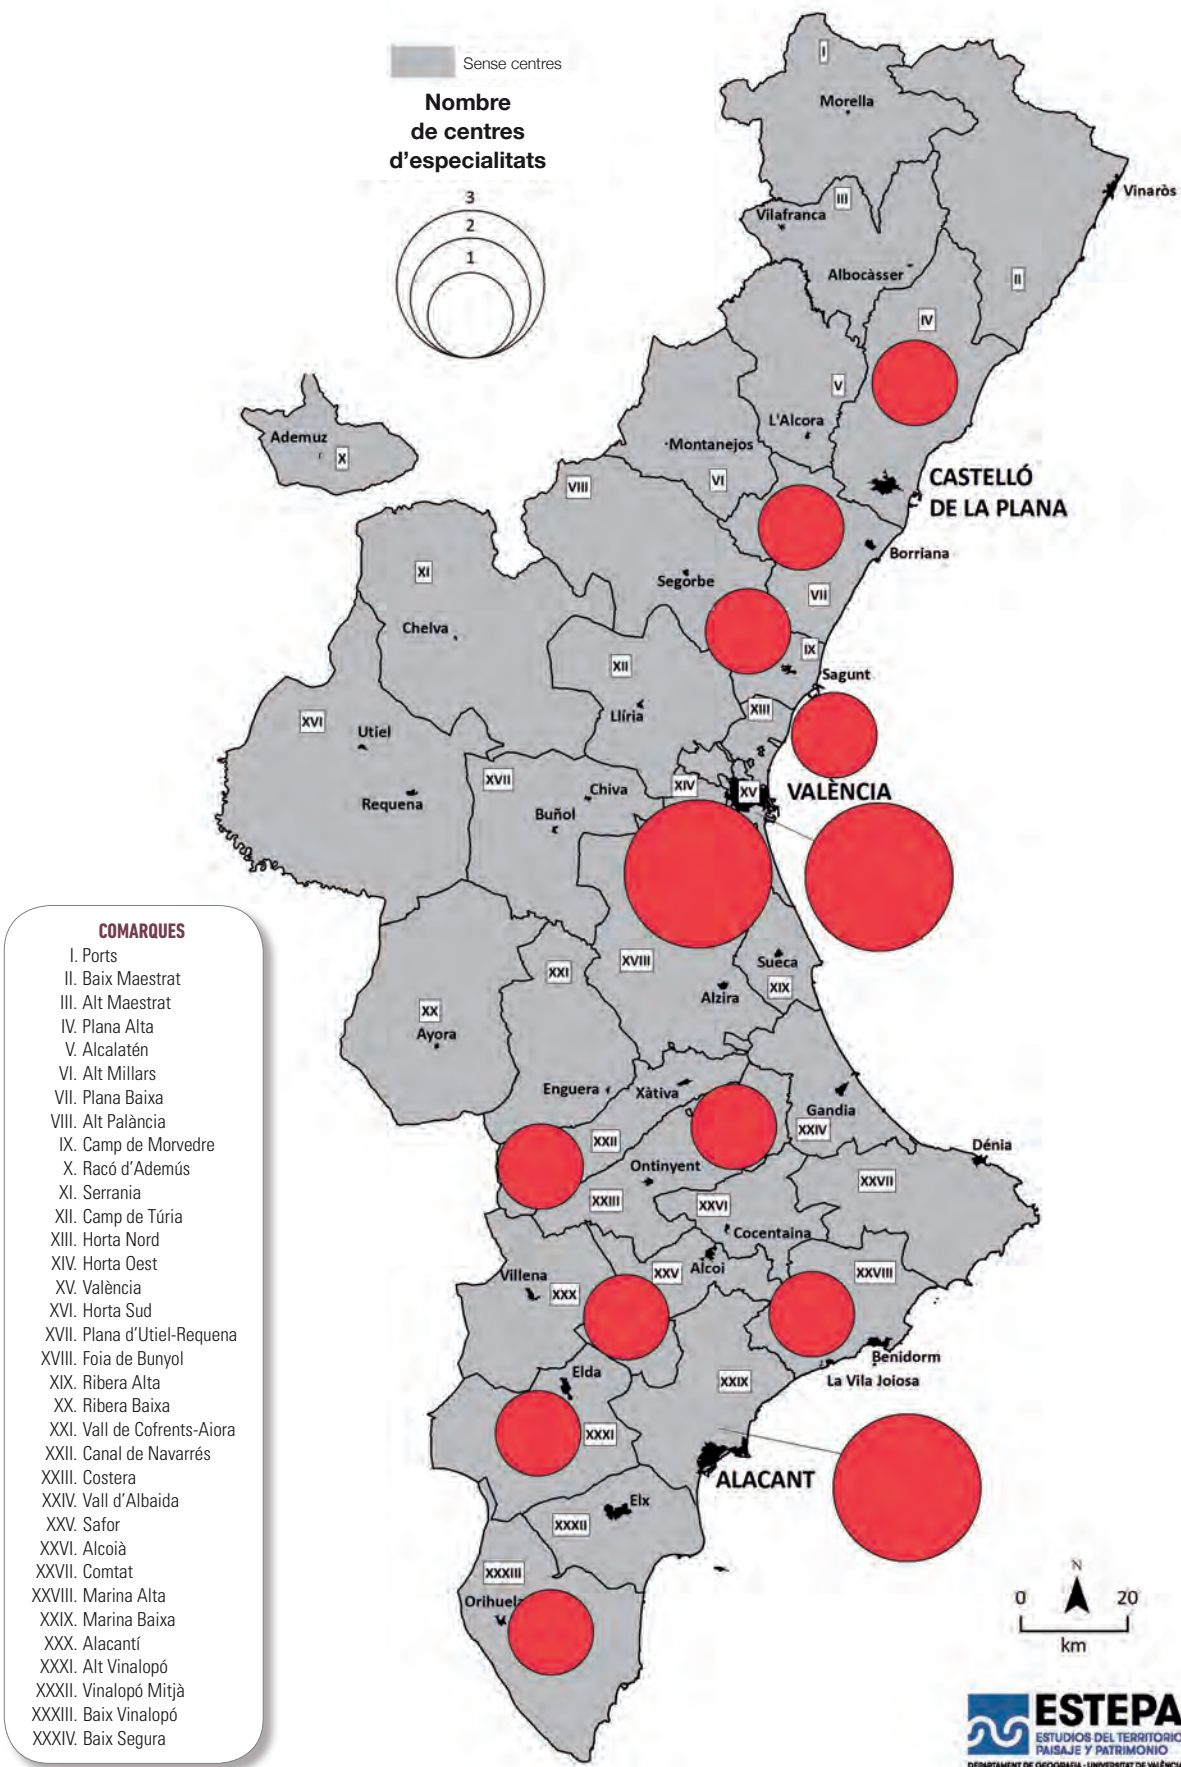 Sense centres
Nombre
de centres
d'especialitats
3
2
1
I
Morella
Vinaròs
III
Vilafranca
Albocàsser
II
IV
V
L'Alcora
Ademuz
X
Montanejos
VI
VIII
CASTELLÓ
DE LA PLANA
Borriana
XI
Segorbe
VII
Chelva
IX
XII
Sagunt
Llíria
XIII
XVI
Utiel
XVII
Chiva
XIV
XV
VALÈNCIA
Requena
Buñol
XXI
XVIII
Sueca
XIX
Alzira
XX
Ayora
Enguera
Xàtiva
Gandia
XXIV
XXII
Dénia
Ontinyent
XXVII
XXIII
XXVI
Cocentaina
Villena
XXV
Alcoi
XXVIII
XXX
Benidorm
Elda
La Vila Joiosa
XXIX
XXXI
ALACANT
Elx
XXXII
XXXIII
Orihuela
COMARQUES
I. Ports
II. Baix Maestrat
III. Alt Maestrat
IV. Plana Alta
V. Alcalatén
VI. Alt Millars
VII. Plana Baixa
VIII. Alt Palància
IX. Camp de Morvedre
X. Racó d'Ademús
XI. Serrania
XII. Camp de Túria
XIII. Horta Nord
XIV. Horta Oest
XV. València
XVI. Horta Sud
XVII. Plana d'Utiel-Requena
XVIII. Foia de Bunyol
XIX. Ribera Alta
XX. Ribera Baixa
XXI. Vall de Cofrents-Aiora
XXII. Canal de Navarrés
XXIII. Costera
XXIV. Vall d'Albaida
XXV. Safor
XXVI. Alcoià
XXVII. Comtat
XXVIII. Marina Alta
XXIX. Marina Baixa
XXX. Alacantí
XXXI. Alt Vinalopó
XXXII. Vinalopó Mitjà
XXXIII. Baix Vinalopó
XXXIV. Baix Segura
N
0 20
km
ESTEPA
ESTUDIOS DEL TERRITORIO
PAISAJE Y PATRIMONIO
DEPARTAMENT DE GEOGRAFIA - UNIVERSITAT DE VALÈNCIA